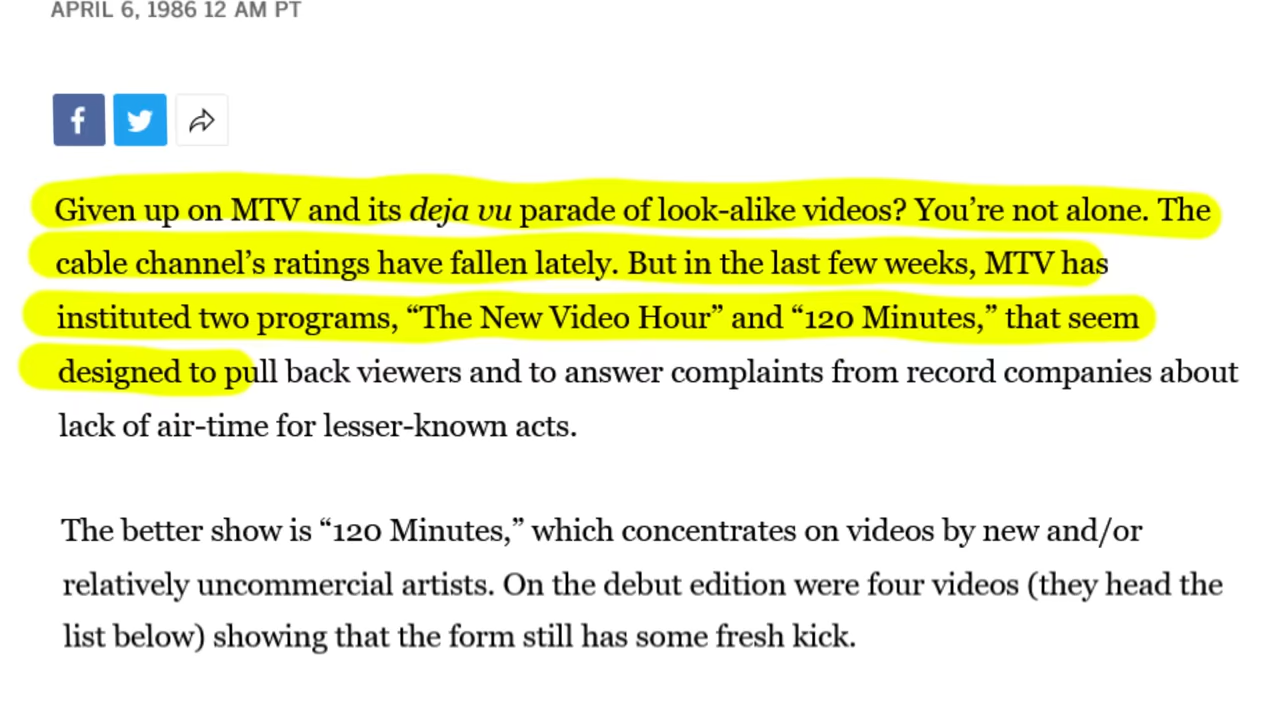 APRIL 6, 1986 12 AM PT
Given up on MTV and its deja vu parade of look-alike videos? You’re not alone. The
cable channel’s ratings have fallen lately. But in the last few weeks, MTV has
instituted two programs, “The New Video Hour” and “120 Minutes,” that seem
designed to pull back viewers and to answer complaints from record companies about
lack of air-time for lesser-known acts.
The better show is “120 Minutes,” which concentrates on videos by new and/or
relatively uncommercial artists. On the debut edition were four videos (they head the
list below) showing that the form still has some fresh kick.